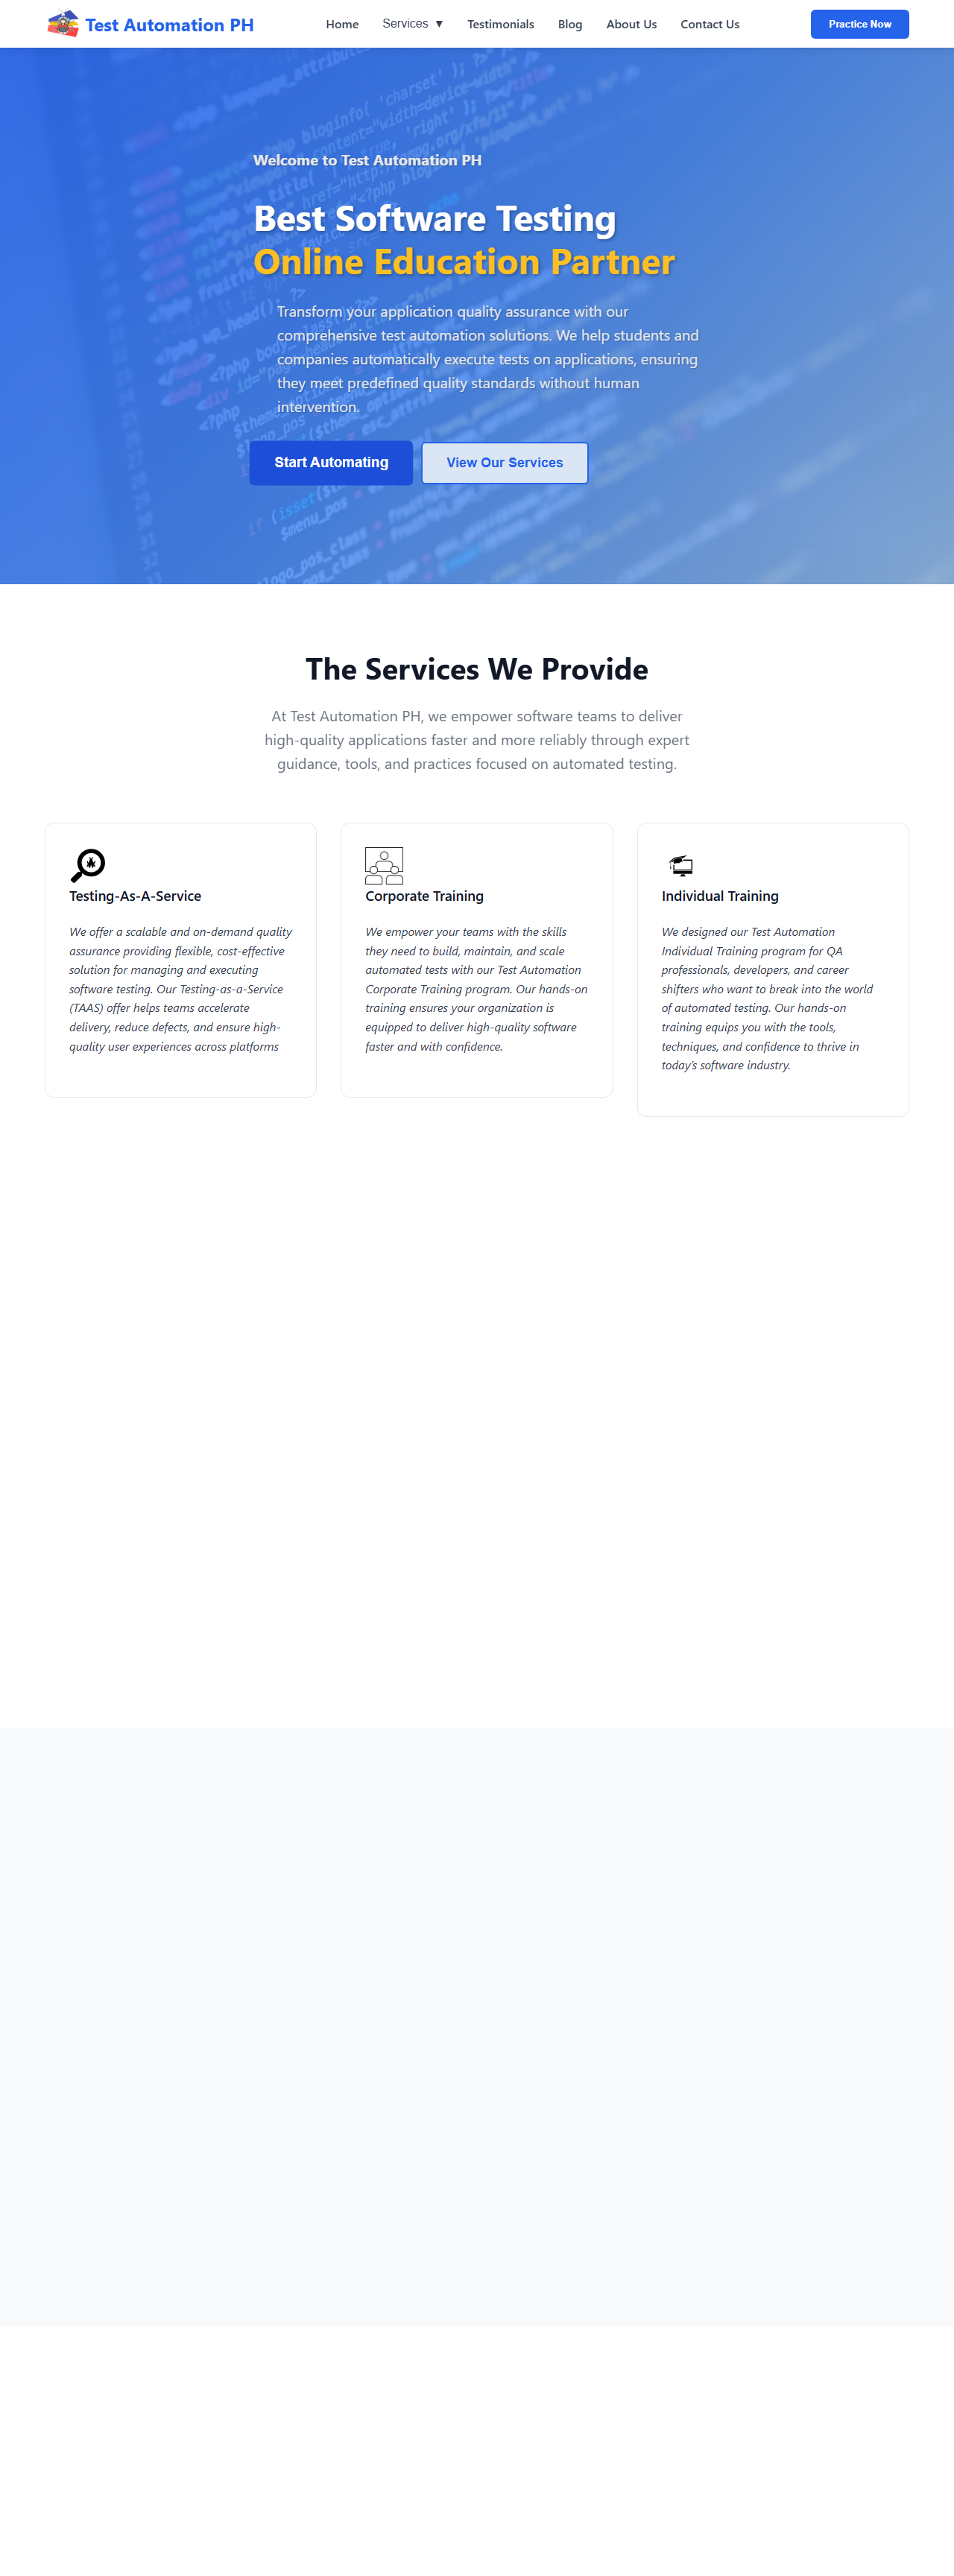 Test Automation PH
Home
Services ▼
Testimonials
Blog
About Us
Contact Us
Practice Now
Welcome to Test Automation PH
Best Software Testing
Online Education Partner
Transform your application quality assurance with our
comprehensive test automation solutions. We help students and
companies automatically execute tests on applications, ensuring
they meet predefined quality standards without human
intervention.
Start Automating
View Our Services
The Services We Provide
At Test Automation PH, we empower software teams to deliver
high-quality applications faster and more reliably through expert
guidance, tools, and practices focused on automated testing.
Testing-As-A-Service
We offer a scalable and on-demand quality
assurance providing flexible, cost-effective
solution for managing and executing
software testing. Our Testing-as-a-Service
(TAAS) offer helps teams accelerate
delivery, reduce defects, and ensure high-
quality user experiences across platforms
Corporate Training
We empower your teams with the skills
they need to build, maintain, and scale
automated tests with our Test Automation
Corporate Training program. Our hands-on
training ensures your organization is
equipped to deliver high-quality software
faster and with confidence.
Individual Training
We designed our Test Automation
Individual Training program for QA
professionals, developers, and career
shifters who want to break into the world
of automated testing. Our hands-on
training equips you with the tools,
techniques, and confidence to thrive in
today's software industry.